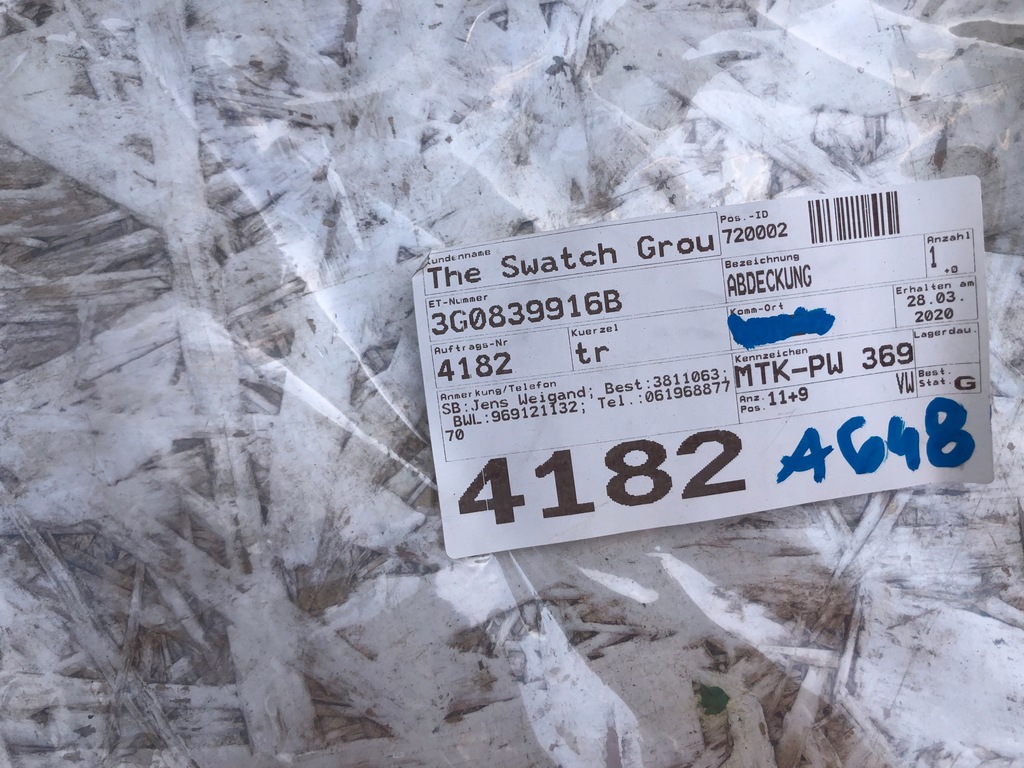 Kundenname
The Swatch Grou
Pos.-ID
720002
ET-Nummer
3G0839916B
Bezeichnung
ABDECKUNG
Anzahl
1,0
Auftrags-Nr
4182
Kuerzel
tr
Komm-Ort
Erhalten am
28.03.
2020
Anmerkung/Telefon
SB:Jens Weigand; Best:3811063;
BWL:969121132; Tel.:061968877
70
Kennzeichen
MTK-PW 369
Lagerdau.
Anz.
Pos. 11+9
VW
Best.
Stat. G
4182
A648